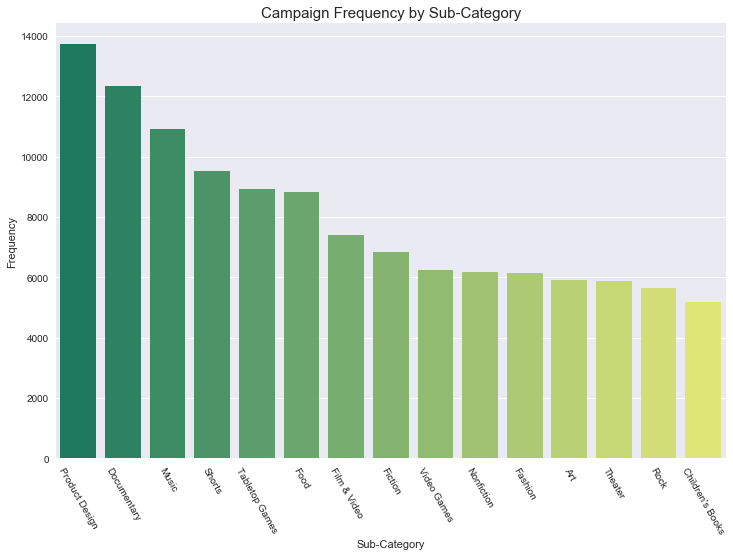 Campaign Frequency by Sub-Category
Frequency
14000
12000
10000
8000
6000
4000
2000
0
Product Design
Documentary
Music
Shorts
Tabletop Games
Food
Film & Video
Fiction
Video Games
Nonfiction
Fashion
Art
Theater
Rock
Children's Books
Sub-Category